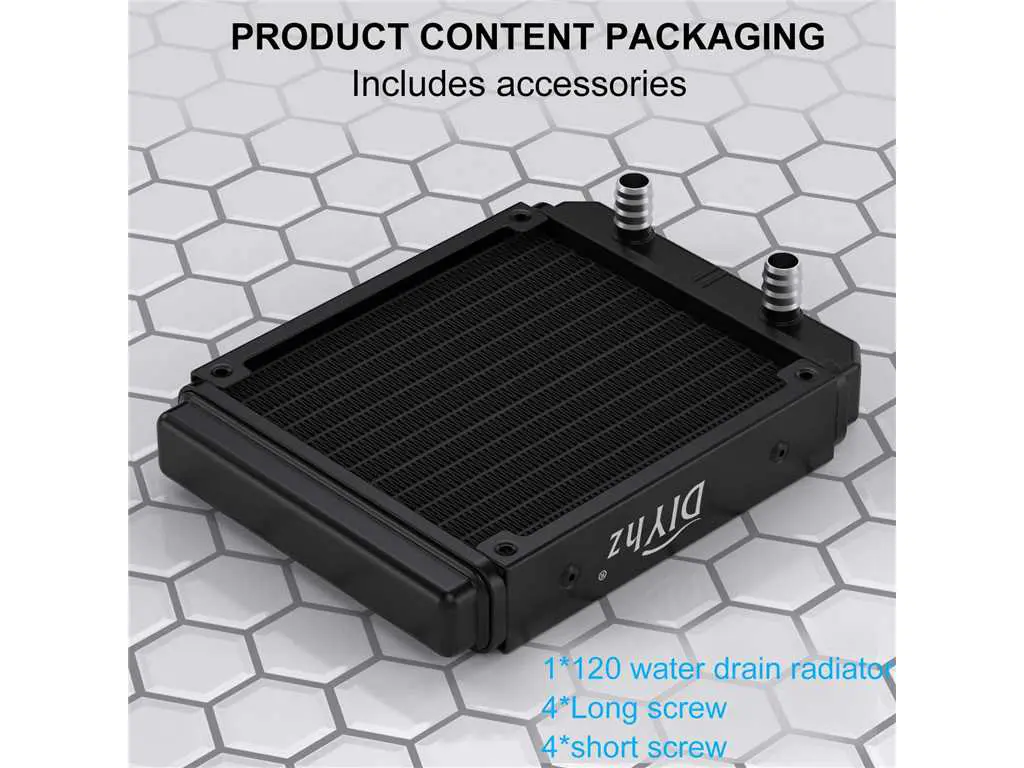 PRODUCT CONTENT PACKAGING
Includes accessories
DIYhz
®
1*120 water drain radiator
4*Long screw
4*short screw